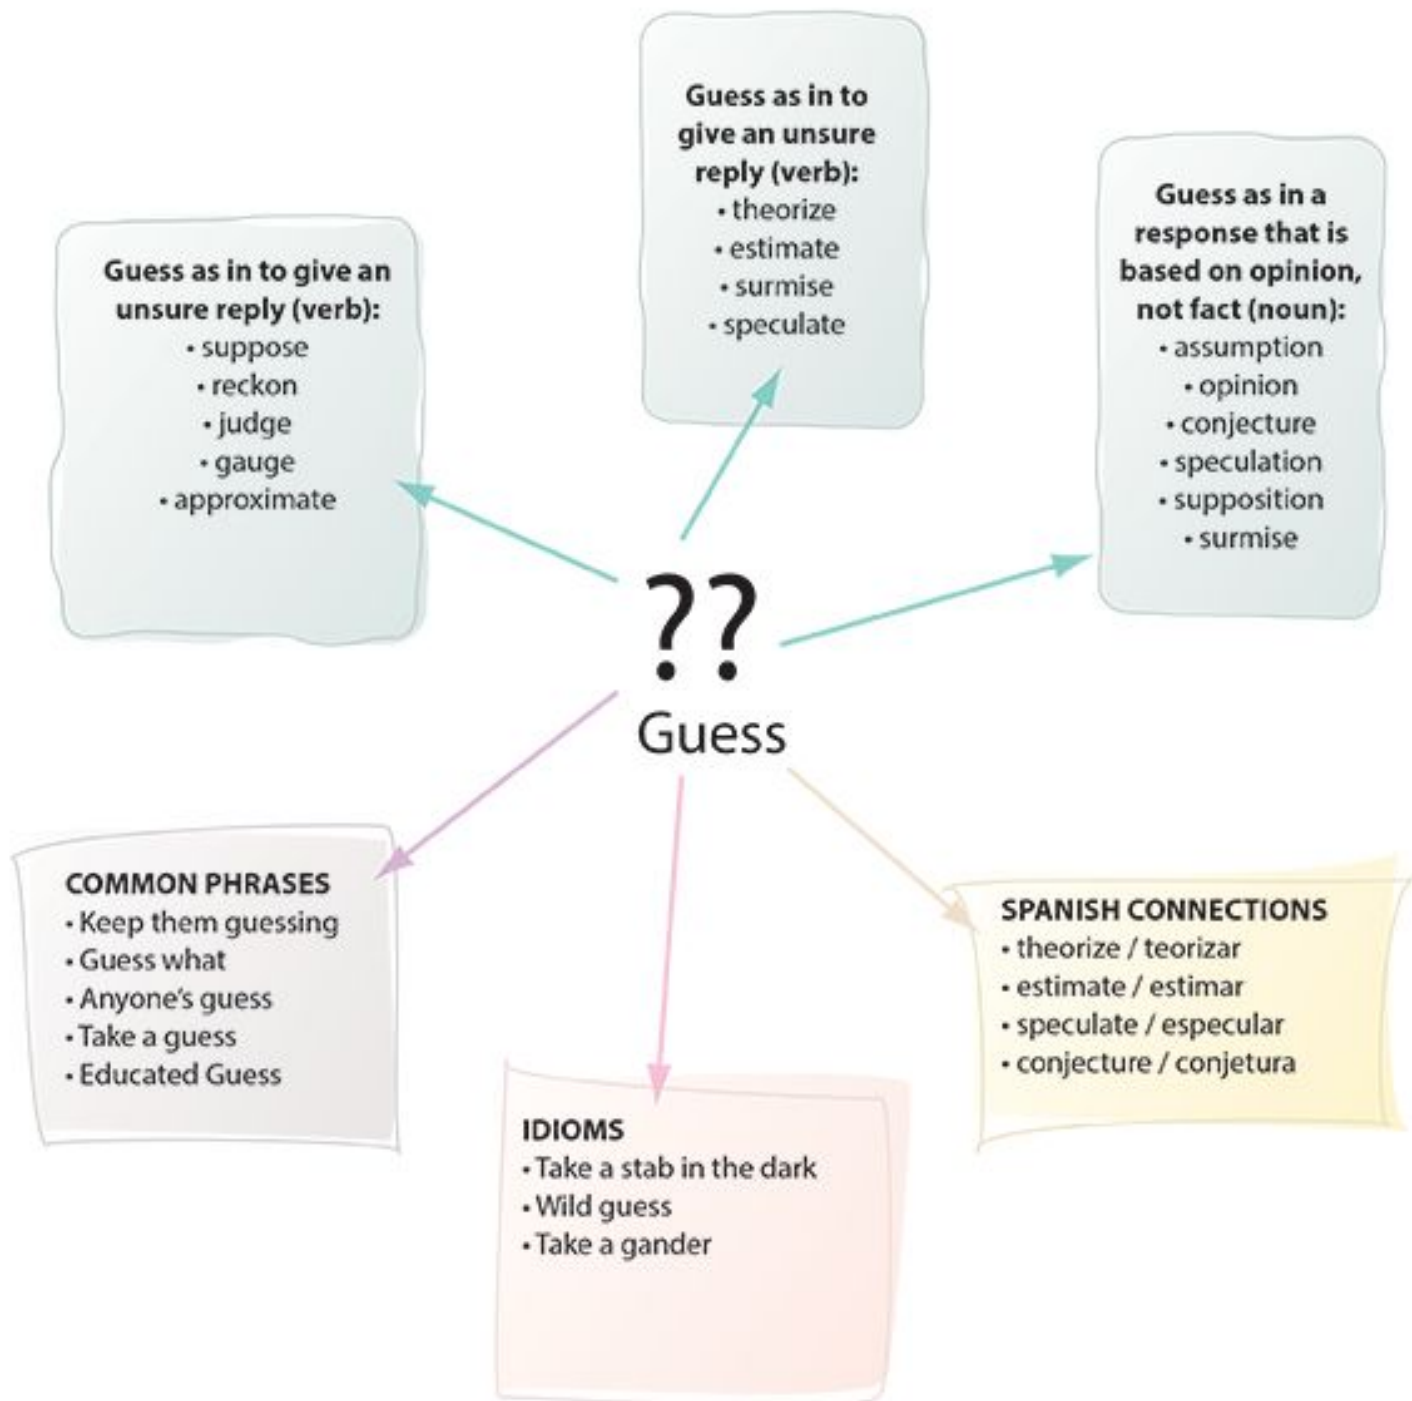 Guess as in to
give an unsure
reply (verb):
• theorize
• estimate
• surmise
• speculate
Guess as in to give an
unsure reply (verb):
• suppose
• reckon
• judge
• gauge
• approximate
Guess as in a
response that is
based on opinion,
not fact (noun):
• assumption
• opinion
• conjecture
• speculation
• supposition
• surmise
??
Guess
COMMON PHRASES
• Keep them guessing
• Guess what
• Anyone's guess
• Take a guess
• Educated Guess
IDIOMS
• Take a stab in the dark
• Wild guess
• Take a gander
SPANISH CONNECTIONS
• theorize / teorizar
• estimate / estimar
• speculate / especular
• conjecture / conjetura